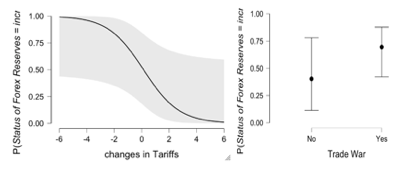 P(Status of Forex Reserves = incr
1.00
0.75
0.50
0.25
0.00
-6 -4 -2 0 2 4 6
changes in Tariffs
P(Status of Forex Reserves = incr
1.00
0.75
0.50
0.25
0.00
No Yes
Trade War